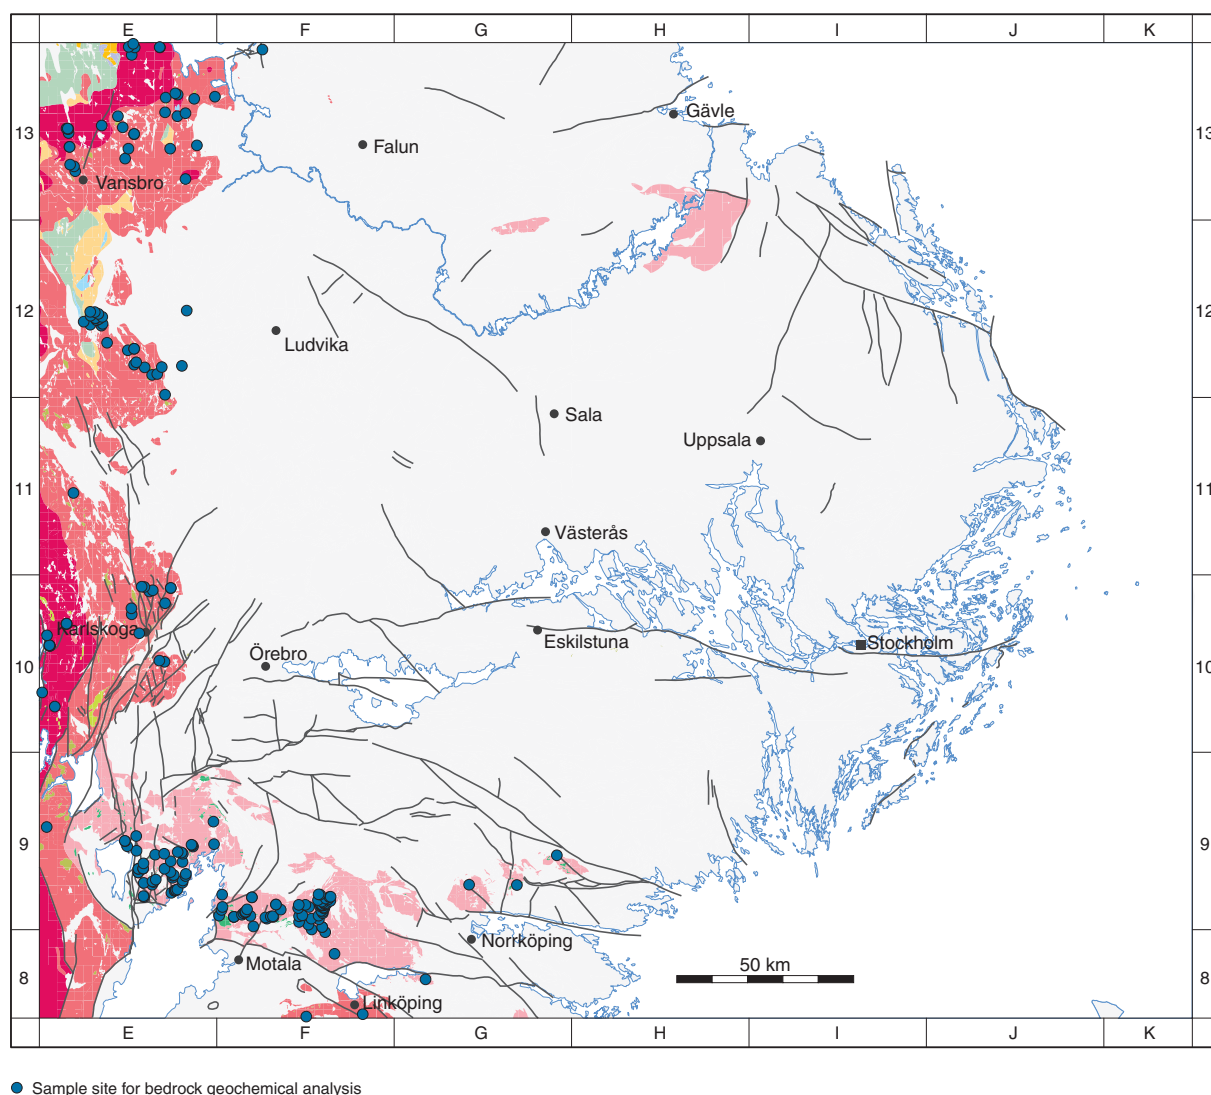 E F G H I J K
13 13
Gävle
Falun
Vansbro
12 12
Ludvika
Sala
Uppsala
11 11
Västerås
Karlskoga
Eskilstuna
Stockholm
Örebro
10 10
9 9
Norrköping
Motala
50 km
8 8
Linköping
E F G H I J K
Sample site for bedrock geochemical analysis